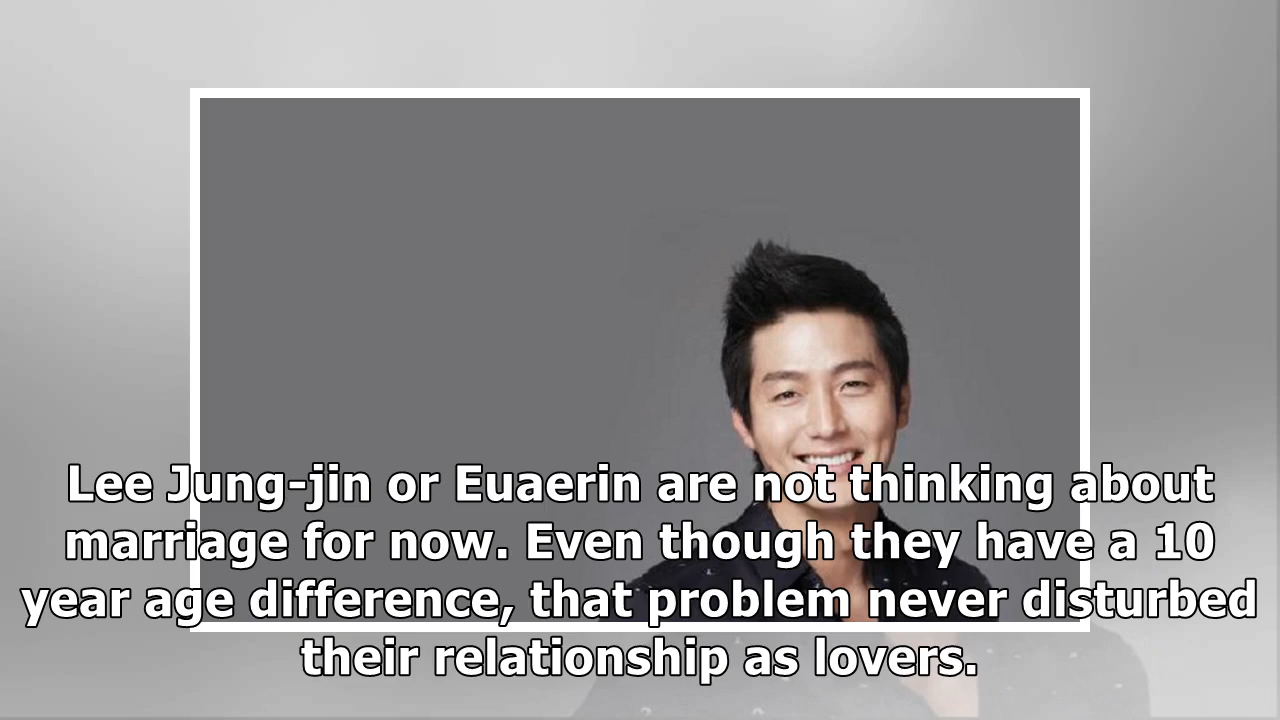 Lee Jung-jin or Euaerin are not thinking about
marriage for now. Even though they have a 10
year age difference, that problem never disturbed
their relationship as lovers.